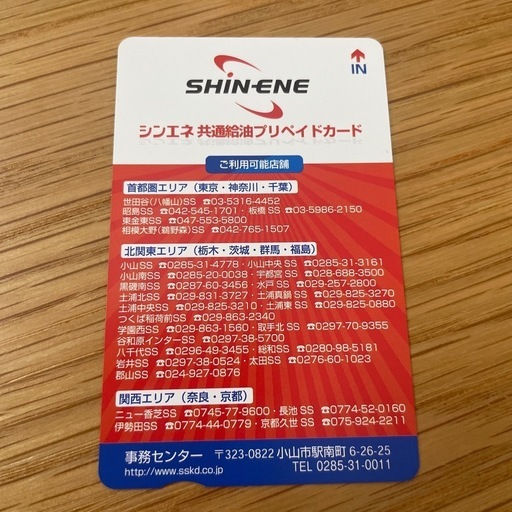 SHIN-ENE
IN
シンエネ 共通給油プリペイドカード
ご利用可能店舗
首都圏エリア（東京・神奈川・千葉）
世田谷(八幡山)SS ☎03-5316-4452
昭島SS ☎042-545-1701・板橋SS ☎03-5986-2150
東金東SS ☎0475-53-5800
相模大野(鵜野森)SS ☎042-765-1507
北関東エリア（栃木・茨城・群馬・福島）
小山SS ☎0285-31-4778・小山中央SS ☎0285-31-3161
小山南SS ☎0285-20-0038・宇都宮SS ☎028-688-3500
黒磯南SS ☎0287-60-3456・水戸SS ☎029-257-2800
土浦北SS ☎029-831-3727・土浦真鍋SS ☎029-825-3270
土浦中央SS ☎029-825-3210・土浦東SS ☎029-825-0880
つくば稲荷前SS ☎029-863-2340
学園西SS ☎029-863-1560・取手北SS ☎0297-70-9355
谷和原インターSS ☎0297-38-5700
八千代SS ☎0296-49-3455・総和SS ☎0280-98-5181
岩井SS ☎0297-38-0524・太田SS ☎0276-60-1023
郡山SS ☎024-927-0876
関西エリア（奈良・京都）
ニュー香芝SS ☎0745-77-9600・長池SS ☎0774-52-0160
伊勢田SS ☎0774-44-0779・京都久世SS ☎075-924-2211
事務センター 〒323-0822 小山市駅南町 6-26-25
http://www.sskd.co.jp TEL 0285-31-0011